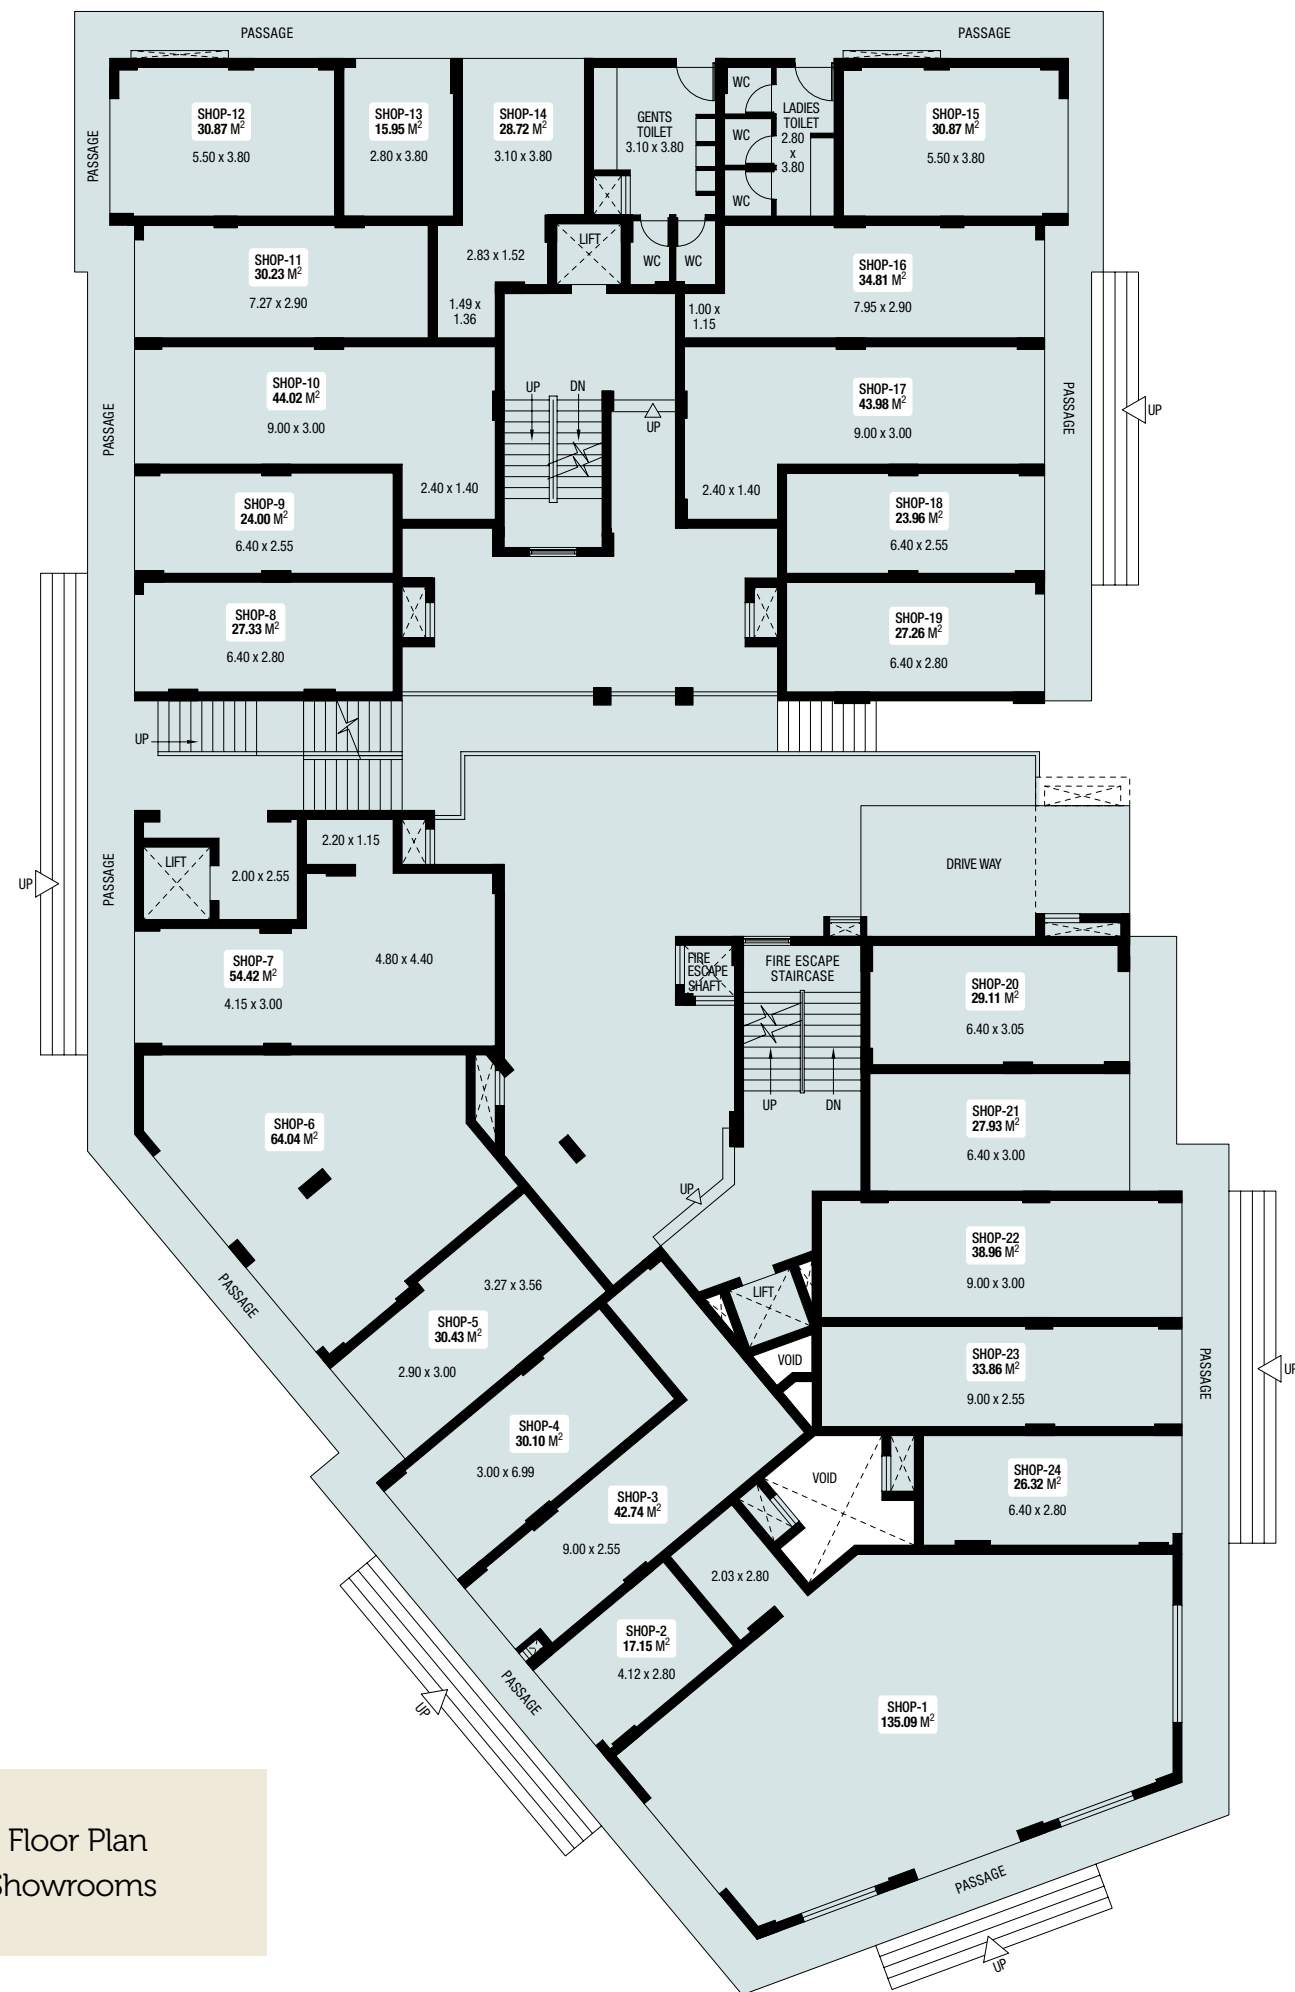 PASSAGE
PASSAGE
SHOP-12
30.87 M²
5.50 x 3.80
SHOP-13
15.95 M²
2.80 x 3.80
SHOP-14
28.72 M²
3.10 x 3.80
GENTS
TOILET
3.10 x 3.80
WC
WC
WC
LADIES
TOILET
2.80
x
3.80
SHOP-15
30.87 M²
5.50 x 3.80
PASSAGE
SHOP-11
30.23 M²
7.27 x 2.90
2.83 x 1.52
1.49 x
1.36
LIFT
WC
WC
1.00 x
1.15
SHOP-16
34.81 M²
7.95 x 2.90
SHOP-10
44.02 M²
9.00 x 3.00
UP
DN
UP
SHOP-17
43.98 M²
9.00 x 3.00
PASSAGE
PASSAGE
UP
2.40 x 1.40
2.40 x 1.40
SHOP-9
24.00 M²
6.40 x 2.55
SHOP-18
23.96 M²
6.40 x 2.55
SHOP-8
27.33 M²
6.40 x 2.80
SHOP-19
27.26 M²
6.40 x 2.80
UP
2.20 x 1.15
LIFT
2.00 x 2.55
UP
PASSAGE
DRIVE WAY
SHOP-7
54.42 M²
4.15 x 3.00
4.80 x 4.40
FIRE
ESCAPE
SHAFT
FIRE ESCAPE
STAIRCASE
SHOP-20
29.11 M²
6.40 x 3.05
UP
DN
SHOP-6
64.04 M²
SHOP-21
27.93 M²
6.40 x 3.00
UP
SHOP-22
38.96 M²
9.00 x 3.00
PASSAGE
3.27 x 3.56
SHOP-5
30.43 M²
2.90 x 3.00
LIFT
VOID
SHOP-23
33.86 M²
9.00 x 2.55
PASSAGE
UP
SHOP-4
30.10 M²
3.00 x 6.99
VOID
SHOP-24
26.32 M²
6.40 x 2.80
SHOP-3
42.74 M²
9.00 x 2.55
2.03 x 2.80
SHOP-2
17.15 M²
4.12 x 2.80
PASSAGE
UP
SHOP-1
135.09 M²
PASSAGE
UP
Floor Plan
Showrooms